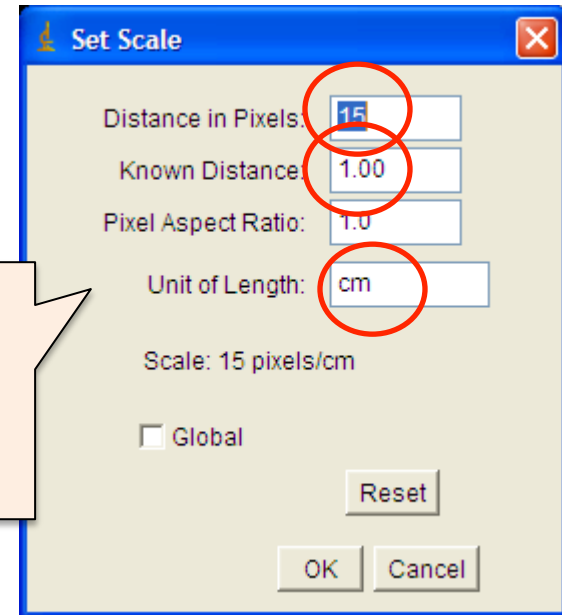 Set Scale
Distance in Pixels: 15
Known Distance: 1.00
Pixel Aspect Ratio: 1.0
Unit of Length: cm
Scale: 15 pixels/cm
Global
Reset
OK Cancel